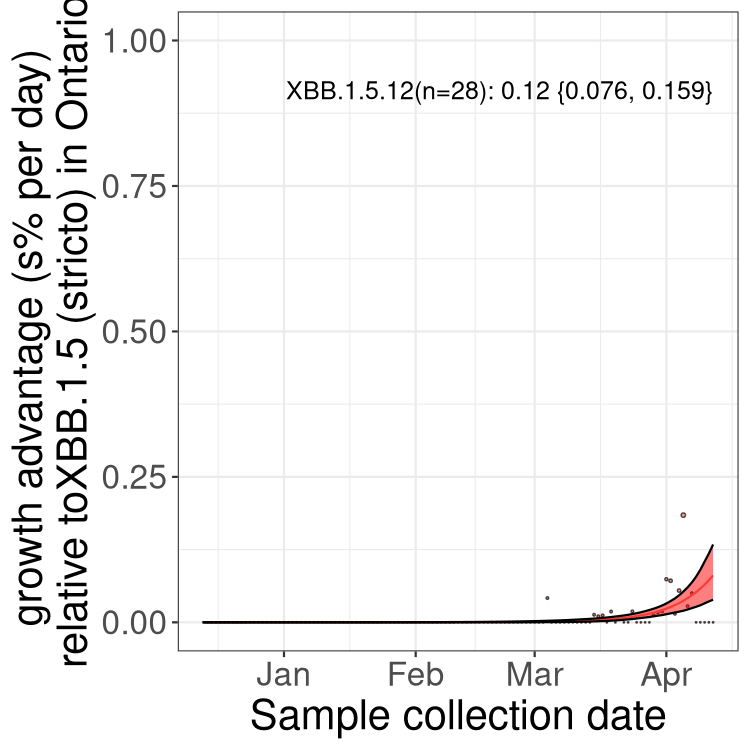 growth advantage (s% per day)
relative toXBB.1.5 (stricto) in Ontario
1.00
0.75
0.50
0.25
0.00
XBB.1.5.12(n=28): 0.12 {0.076, 0.159}
Jan Feb Mar Apr
Sample collection date